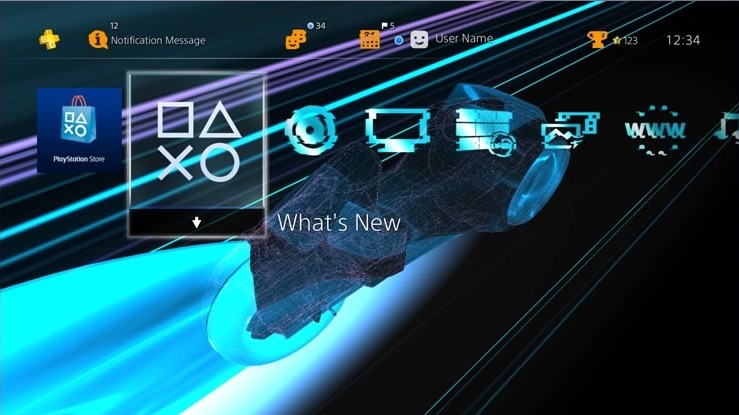 12
Notification Message
34
5
User Name
123
12:34
PlayStation Store
WWW
What's New